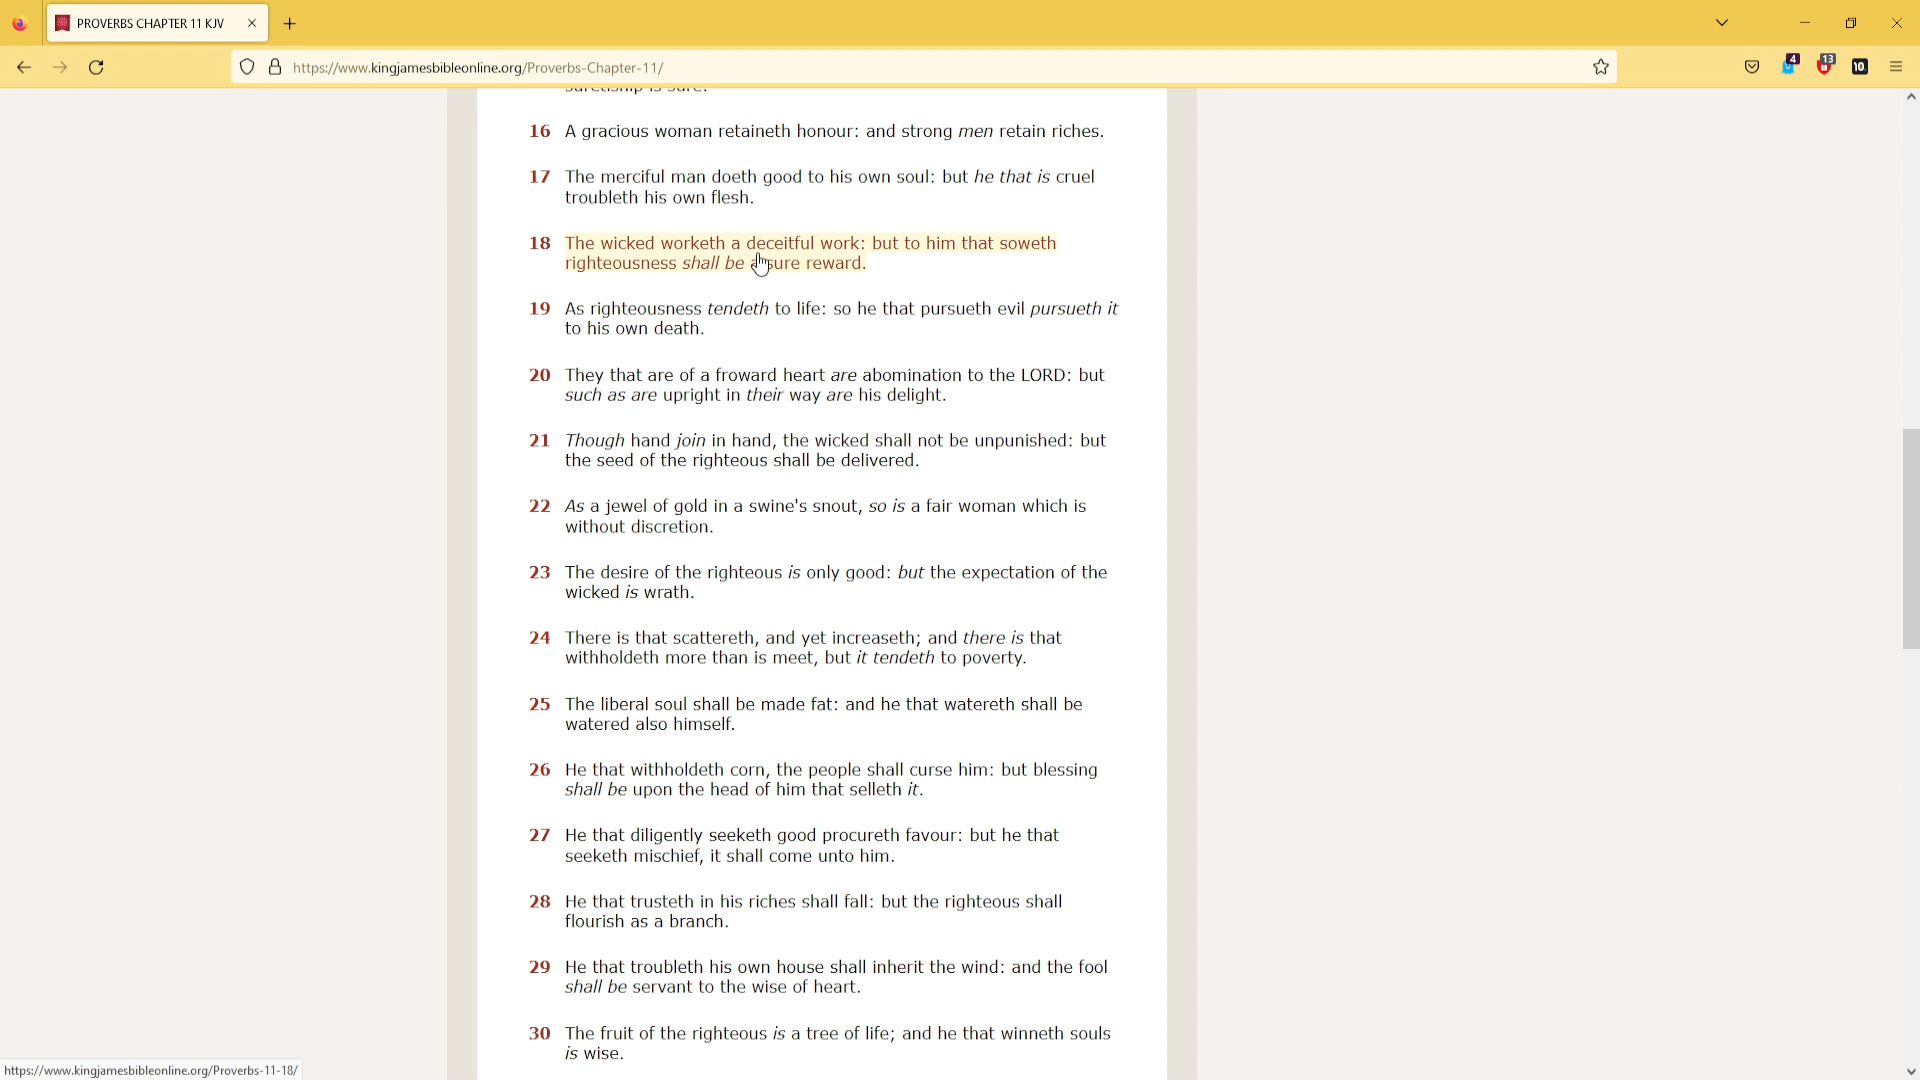 PROVERBS CHAPTER 11 KJV
https://www.kingjamesbibleonline.org/Proverbs-Chapter-11/
4
13
10.
suretiship is sure.
16 A gracious woman retaineth honour: and strong men retain riches.
17 The merciful man doeth good to his own soul: but he that is cruel
troubleth his own flesh.
18 The wicked worketh a deceitful work: but to him that soweth
righteousness shall be a sure reward.
19 As righteousness tendeth to life: so he that pursueth evil pursueth it
to his own death.
20 They that are of a froward heart are abomination to the LORD: but
such as are upright in their way are his delight.
21 Though hand join in hand, the wicked shall not be unpunished: but
the seed of the righteous shall be delivered.
22 As a jewel of gold in a swine's snout, so is a fair woman which is
without discretion.
23 The desire of the righteous is only good: but the expectation of the
wicked is wrath.
24 There is that scattereth, and yet increaseth; and there is that
withholdeth more than is meet, but it tendeth to poverty.
25 The liberal soul shall be made fat: and he that watereth shall be
watered also himself.
26 He that withholdeth corn, the people shall curse him: but blessing
shall be upon the head of him that selleth it.
27 He that diligently seeketh good procureth favour: but he that
seeketh mischief, it shall come unto him.
28 He that trusteth in his riches shall fall: but the righteous shall
flourish as a branch.
29 He that troubleth his own house shall inherit the wind: and the fool
shall be servant to the wise of heart.
30 The fruit of the righteous is a tree of life; and he that winneth souls
is wise.
https://www.kingjamesbibleonline.org/Proverbs-11-18/